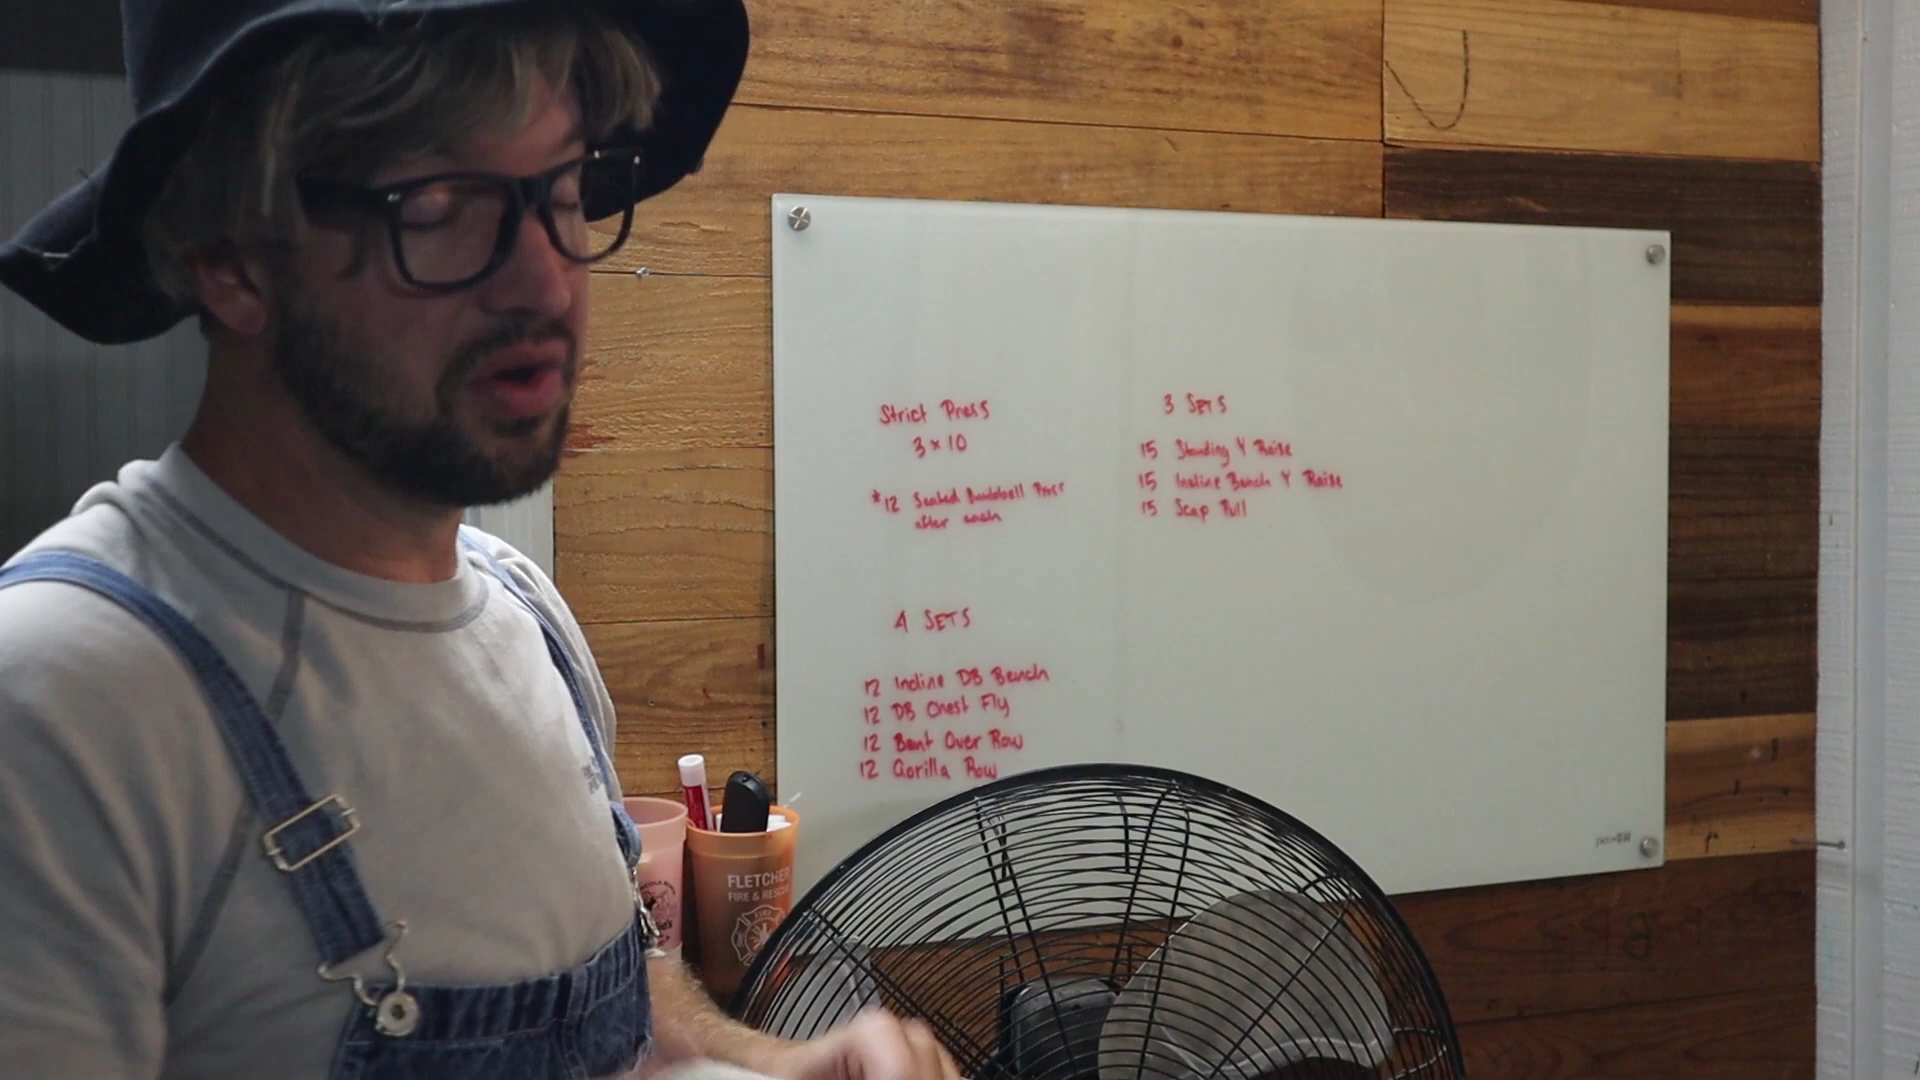 Strict Press
3 x 10
*12 Seated Dumbbell Press
after each
4 SETS
12 Incline DB Bench
12 DB Chest Fly
12 Bent Over Row
12 Gorilla Row
3 SETS
15 Standing Y Raise
15 Incline Bench Y Raise
15 Scap Pull
FLETCHER
FIRE & RESCUE
FIRE